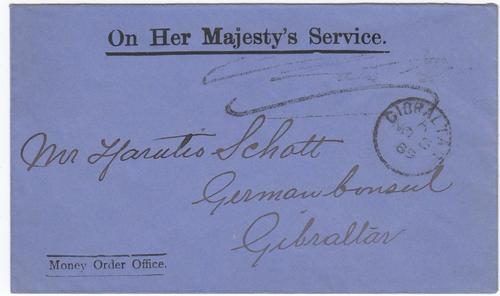 On Her Majesty's Service.
GIBRALTAR
89
Mr Horatio Schott
German Consul
Gibraltar
Money Order Office.